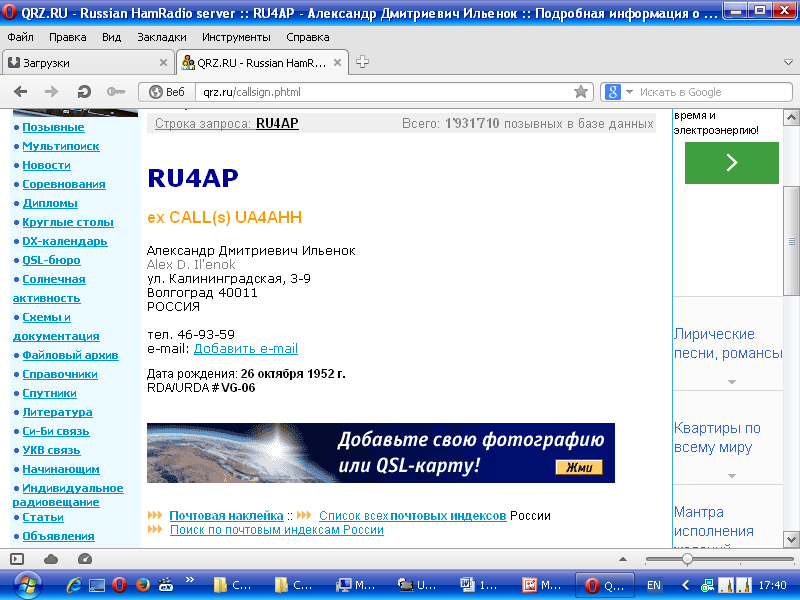 QRZ.RU - Russian HamRadio server :: RU4AP - Александр Дмитриевич Ильенок :: Подробная информация о ...
Файл Правка Вид Закладки Инструменты Справка
Загрузки
QRZ.RU - Russian HamR...
Веб
qrz.ru/callsign.phtml
Искать в Google
Позывные
Мультипоиск
Новости
Соревнования
Дипломы
Круглые столы
DX-календарь
QSL-бюро
Солнечная
активность
Схемы и
документация
Файловый архив
Справочники
Спутники
Литература
Си-Би связь
УКВ связь
Начинающим
Индивидуальное
радиовещание
Статьи
Объявления
Строка запроса: RU4AP
Всего: 1'931'710 позывных в базе данных
RU4AP
ex CALL(s) UA4AHH
Александр Дмитриевич Ильенок
Alex D. Il'enok
ул. Калининградская, 3-9
Волгоград 40011
РОССИЯ
тел. 46-93-59
e-mail: Добавить e-mail
Дата рождения: 26 октября 1952 г.
RDA/URDA # VG-06
Добавьте свою фотографию
или QSL-карту!
Жми
Почтовая наклейка :: Список всех почтовых индексов России
Поиск по почтовым индексам России
время и
электроэнергию!
Лирические
песни, романсы
Квартиры по
всему миру
Мантра
исполнения
желаний
C... C... M... U... 1... M... Q... EN 17:40